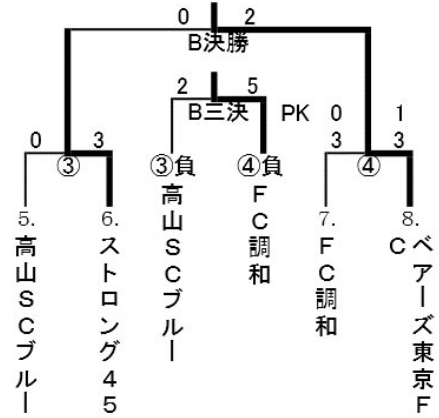 0 2
B決勝
2 5
B三決 PK 0 1
0 3 3 3
③ ③負 ④負 ④
5. 6. 7. 8.
高山SCブルー
ストロング45
高山SCブルー
FC調和
FC調和
ベアーズ東京F
C